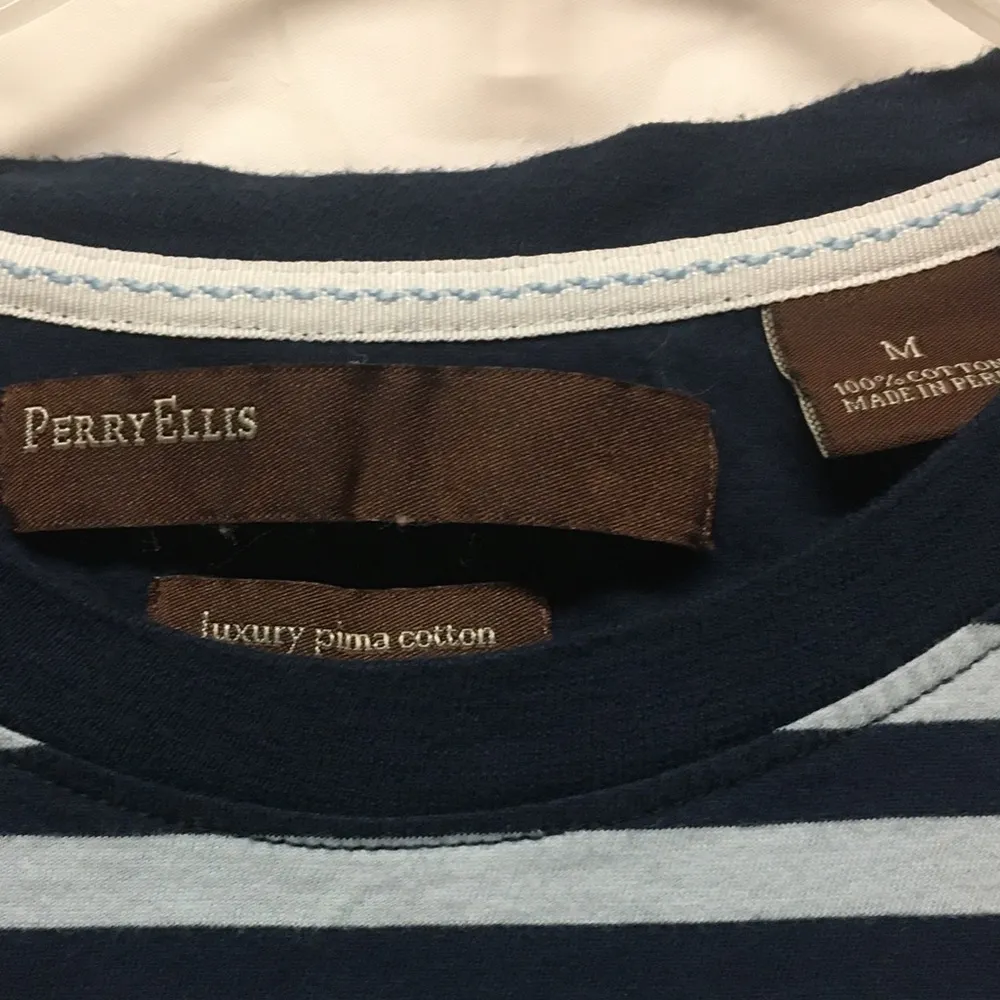 PERRY ELLIS
M
100% COTTON
MADE IN PER
luxury pima cotton